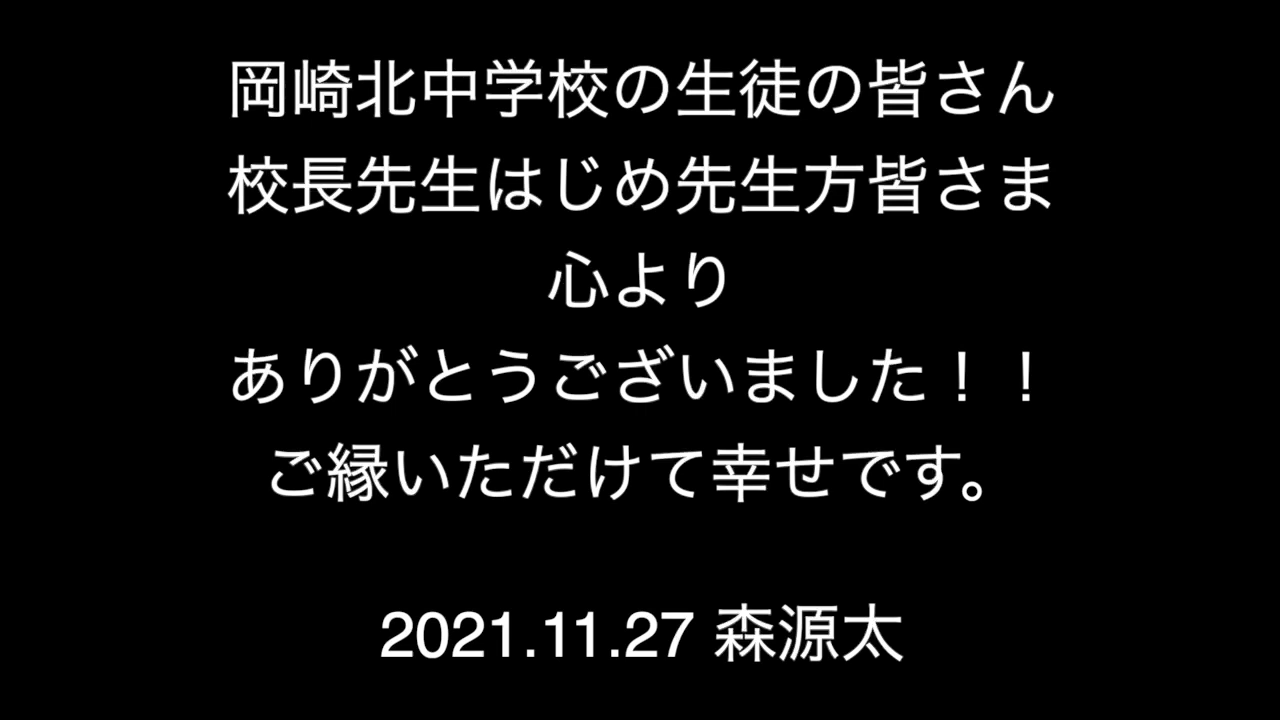 岡崎北中学校の生徒の皆さん
校長先生はじめ先生方皆さま
心より
ありがとうございました！！
ご縁いただけて幸せです。
2021.11.27 森源太